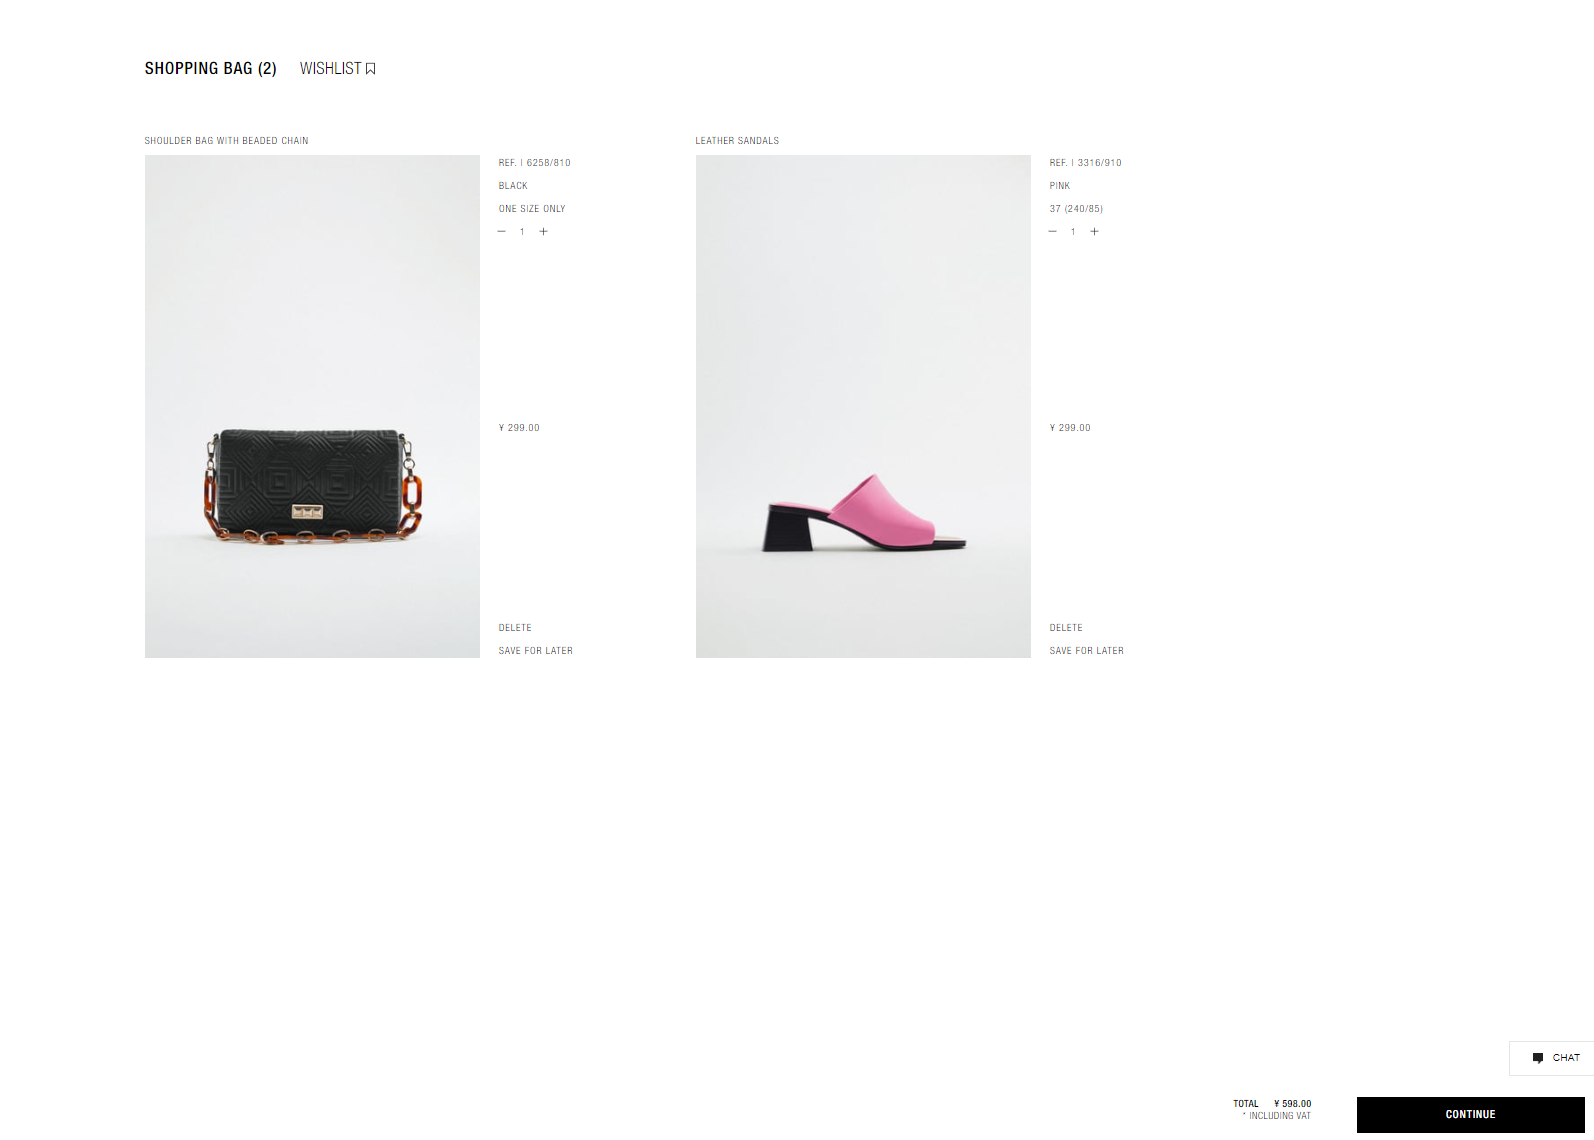 SHOPPING BAG (2)
WISHLIST
SHOULDER BAG WITH BEADED CHAIN
REF. | 6258/810
BLACK
ONE SIZE ONLY
1
¥ 299.00
DELETE
SAVE FOR LATER
LEATHER SANDALS
REF. | 3316/910
PINK
37 (240/85)
1
¥ 299.00
DELETE
SAVE FOR LATER
CHAT
TOTAL ¥ 598.00
* INCLUDING VAT
CONTINUE